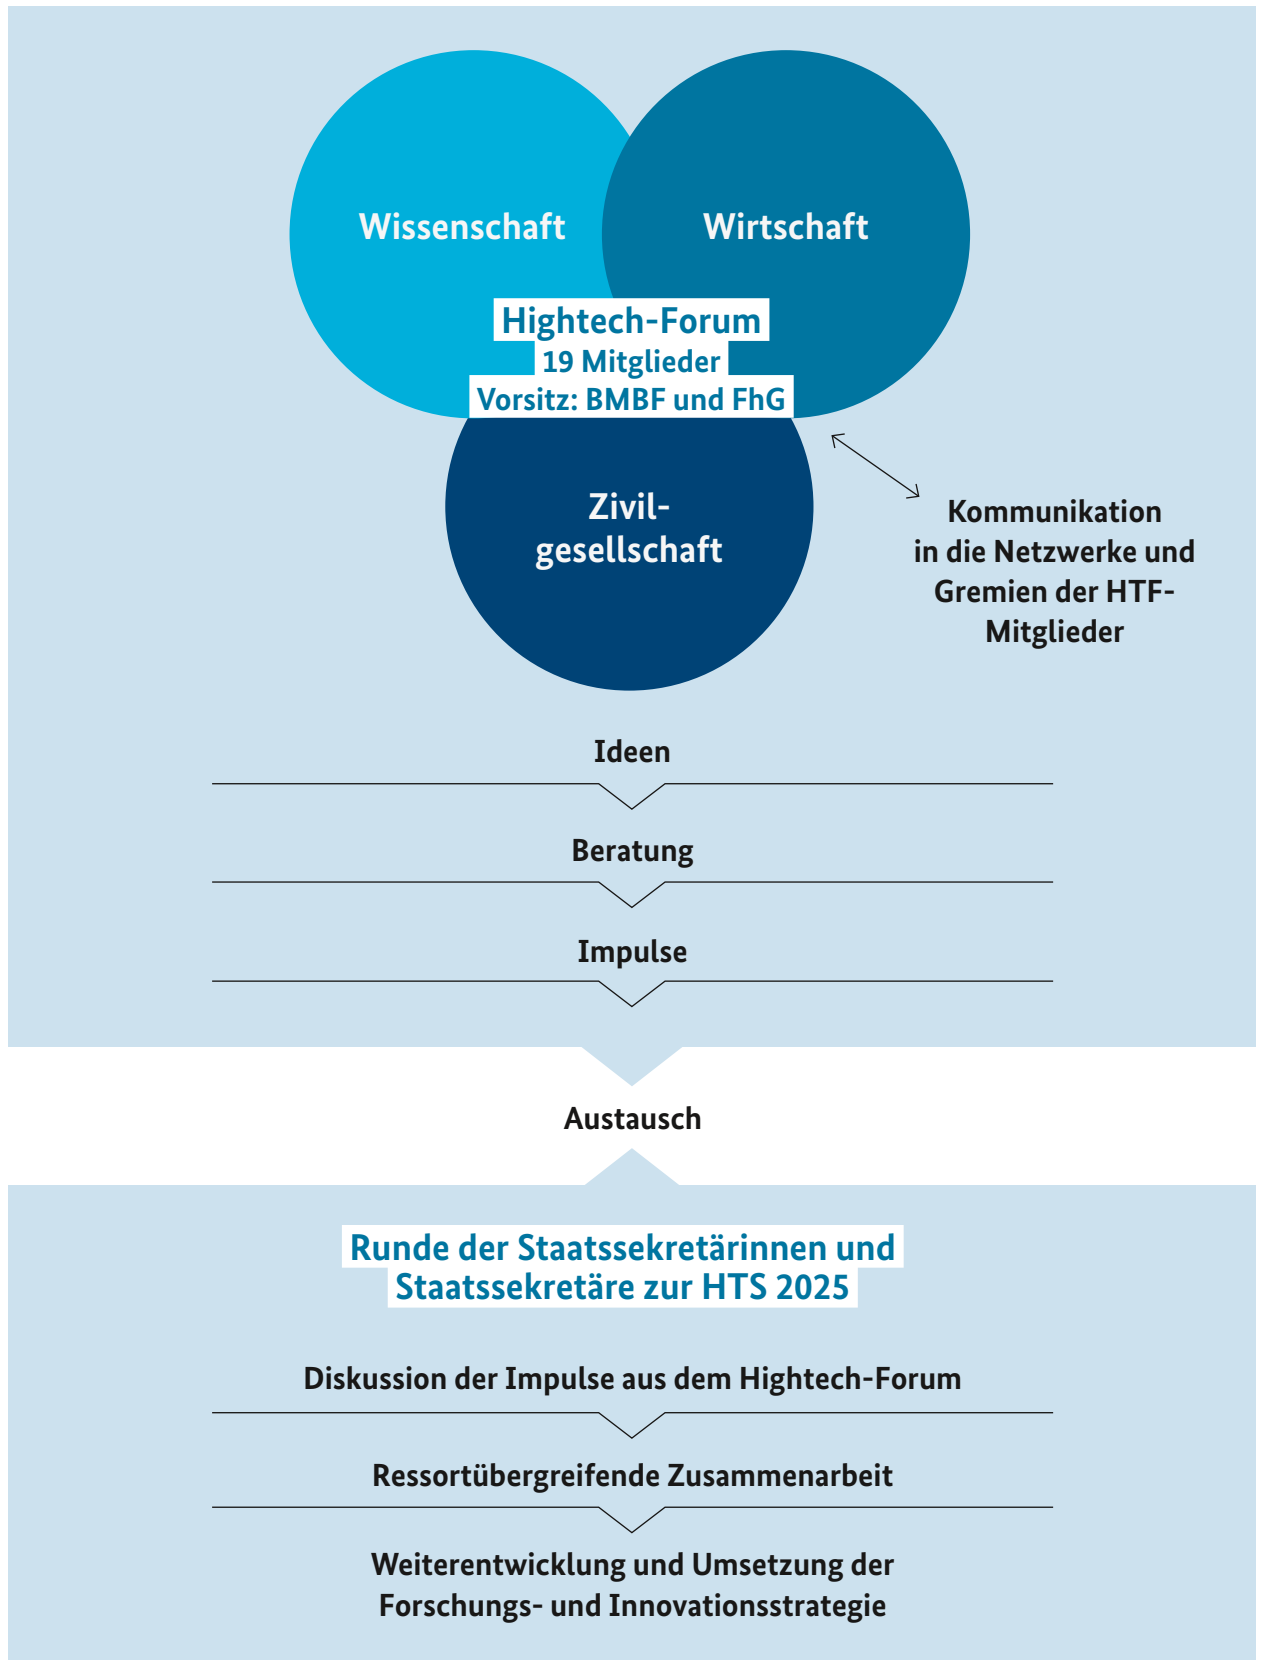 Wissenschaft
Wirtschaft
Hightech-Forum
19 Mitglieder
Vorsitz: BMBF und FhG
Zivil-
gesellschaft
Kommunikation
in die Netzwerke und
Gremien der HTF-
Mitglieder
Ideen
Beratung
Impulse
Austausch
Runde der Staatssekretärinnen und
Staatssekretäre zur HTS 2025
Diskussion der Impulse aus dem Hightech-Forum
Ressortübergreifende Zusammenarbeit
Weiterentwicklung und Umsetzung der
Forschungs- und Innovationsstrategie